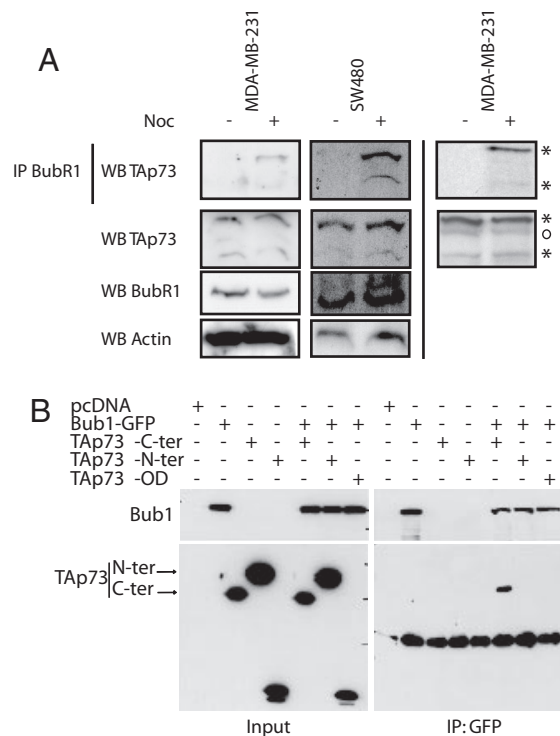 A
MDA-MB-231
SW480
MDA-MB-231
Noc - + - + - +
IP BubR1 WB TAp73 *
*
WB TAp73 *
o
*
WB BubR1
WB Actin
B
pcDNA + - - - - - - + - - - - - -
Bub1-GFP - + - - + + + - + - - + + +
TAp73 -C-ter - - + - + - - - - + - + - -
TAp73 -N-ter - - - + - + - - - - + - + -
TAp73 -OD - - - - - - + - - - - - - +
Bub1
TAp73 N-ter
C-ter
Input IP: GFP